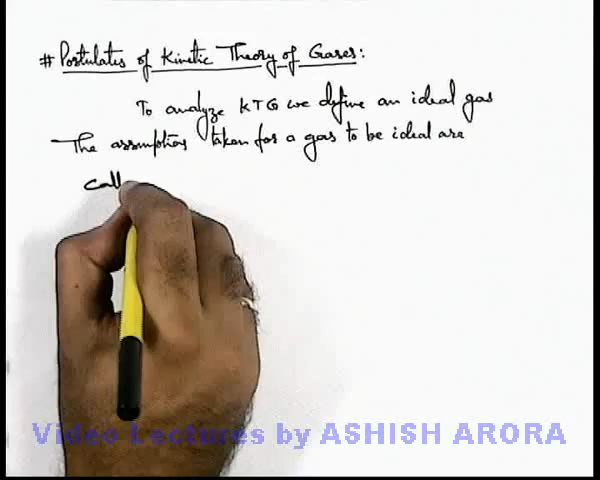 # Postulates of Kinetic Theory of Gases:
To analyze KTG we define an ideal gas
The assumptions taken for a gas to be ideal are
call
Video Lectures by ASHISH ARORA